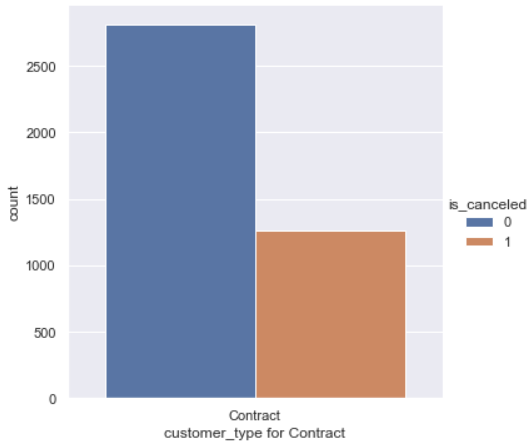 2500
2000
1500
1000
500
0
count
Contract
customer_type for Contract
is_canceled
0
1